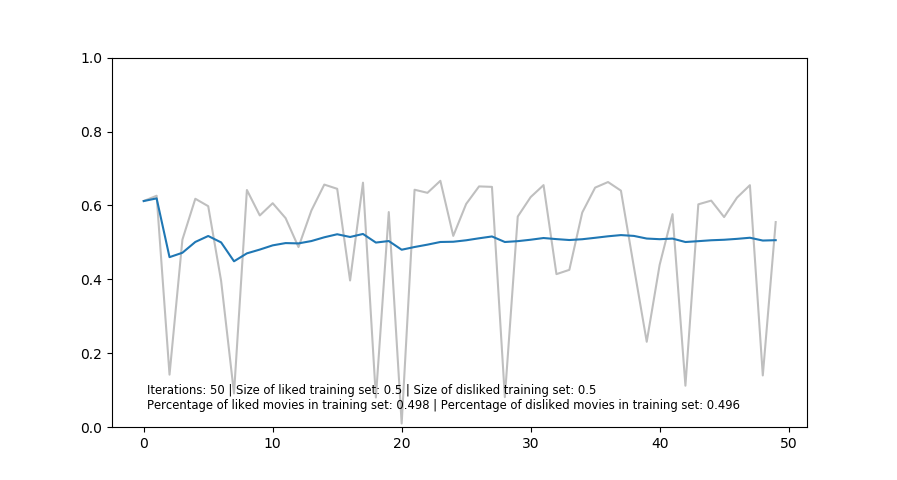 1.0
0.8
0.6
0.4
0.2
0.0
Iterations: 50 | Size of liked training set: 0.5 | Size of disliked training set: 0.5
Percentage of liked movies in training set: 0.498 | Percentage of disliked movies in training set: 0.496
0 10 20 30 40 50